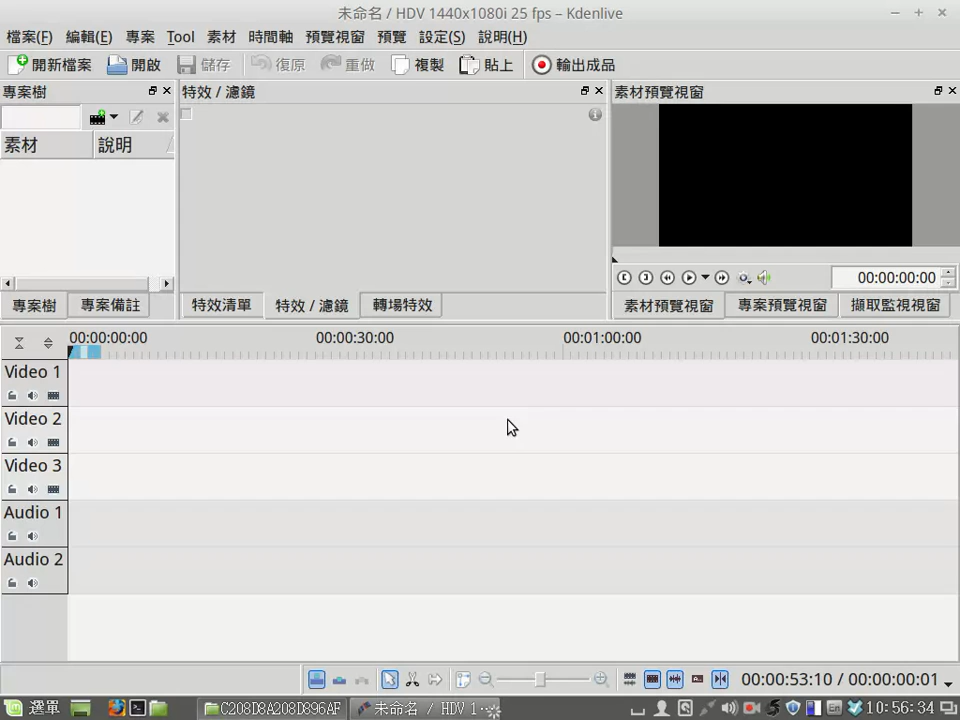 未命名 / HDV 1440x1080i 25 fps – Kdenlive
檔案(F) 編輯(E) 專案 Tool 素材 時間軸 預覽視窗 預覽 設定(S) 說明(H)
開新檔案 開啟 儲存 復原 重做 複製 貼上 輸出成品
專案樹 特效 / 濾鏡 素材預覽視窗
素材 說明
00:00:00:00
專案樹 專案備註 特效清單 特效 / 濾鏡 轉場特效 素材預覽視窗 專案預覽視窗 擷取監視視窗
00:00:00:00 00:00:30:00 00:01:00:00 00:01:30:00
Video 1
Video 2
Video 3
Audio 1
Audio 2
00:00:53:10 / 00:00:00:01
選單 C208D8A208D896AF 未命名 / HDV 1 En 10:56:34